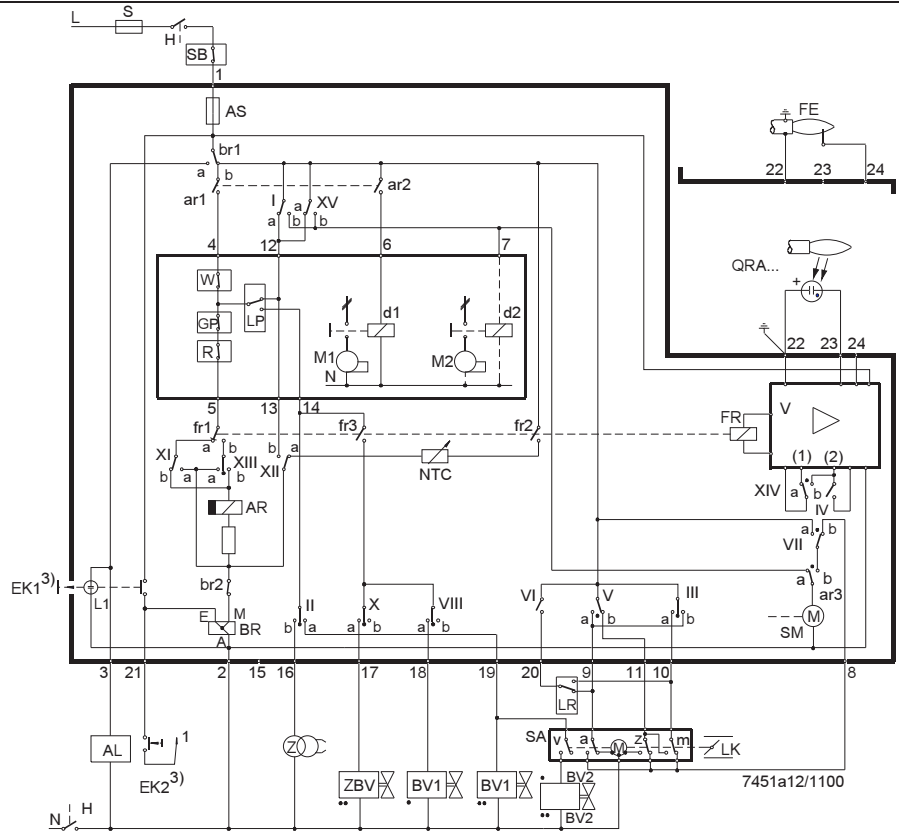 L S H
SB
1
AS
FE
br1
a b
22 23 24
ar1 ar2
I a XV
a b b
4 12 6 7
QRA...
+
W
GP LP d1 d2
R
M1 M2
N
22 23 24
V
5 13 14
FR
fr1 fr3 fr2
b b a
XI XIII XII
b a a b
NTC
(1) (2)
XIV a b
IV
AR
a b
VII
EK1 3)
L1
br2
a b
ar3
E M
BR
A
II X VIII VI V III
b a a b a b a b a b
SM M
3 21 2 15 16 17 18 19 20 9 11 10 8
LR
SA v a M z m
LK
AL
1
EK2 3)
Z
7451a12/1100
ZBV BV1 BV1 BV2
BV2
N H